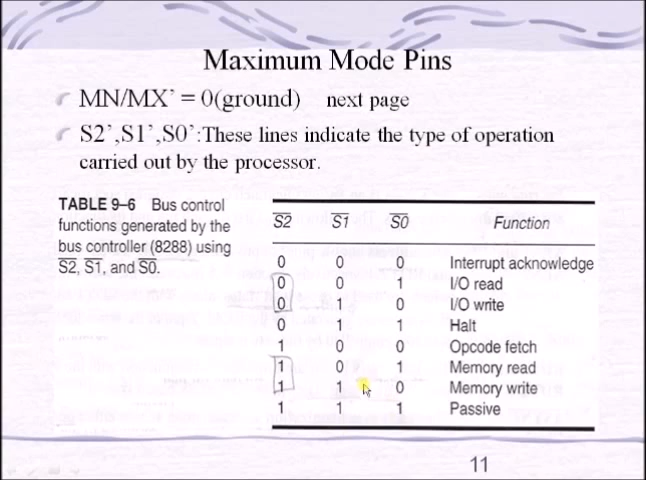 Maximum Mode Pins
MN/MX' = 0(ground) next page
S2',S1',S0':These lines indicate the type of operation
carried out by the processor.
TABLE 9–6 Bus control
functions generated by the
bus controller (8288) using
S2, S1, and S0.
S2 S1 S0 Function
0 0 0 Interrupt acknowledge
0 0 1 I/O read
0 1 0 I/O write
0 1 1 Halt
1 0 0 Opcode fetch
1 0 1 Memory read
1 1 0 Memory write
1 1 1 Passive
11